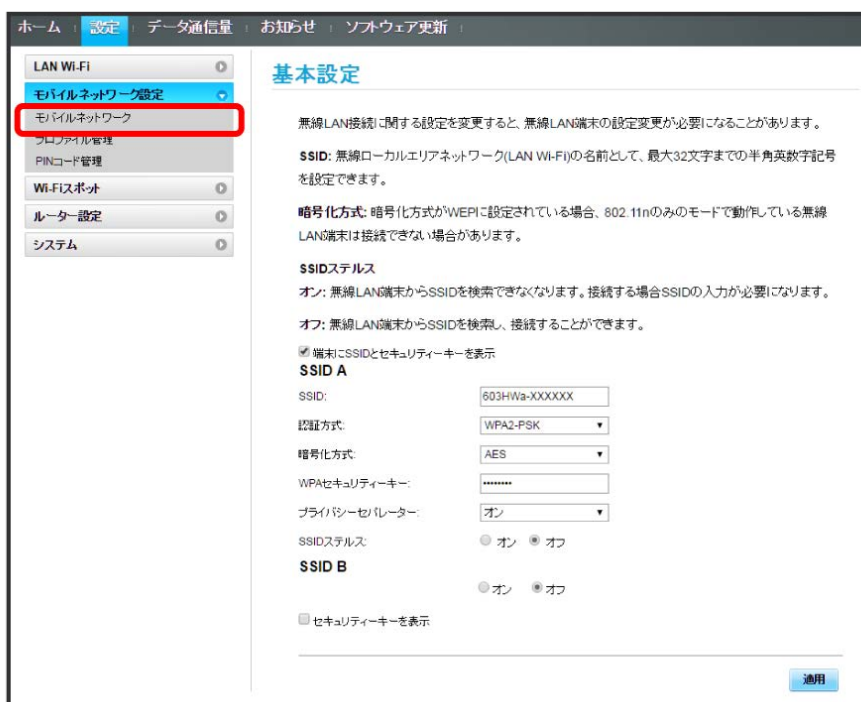 ホーム 設定 データ通信量 お知らせ ソフトウェア更新
LAN Wi-Fi
モバイルネットワーク設定
モバイルネットワーク
プロファイル管理
PINコード管理
Wi-Fiスポット
ルーター設定
システム
基本設定
無線LAN接続に関する設定を変更すると、無線LAN端末の設定変更が必要になることがあります。
SSID: 無線ローカルエリアネットワーク(LAN Wi-Fi)の名前として、最大32文字までの半角英数字記号
を設定できます。
暗号化方式: 暗号化方式がWEPに設定されている場合、802.11nのみのモードで動作している無線
LAN端末は接続できない場合があります。
SSIDステルス
オン: 無線LAN端末からSSIDを検索できなくなります。接続する場合SSIDの入力が必要になります。
オフ: 無線LAN端末からSSIDを検索し、接続することができます。
端末にSSIDとセキュリティーキーを表示
SSID A
SSID: 603HWa-XXXXXX
認証方式: WPA2-PSK
暗号化方式: AES
WPAセキュリティーキー: ••••••••
プライバシーセパレーター: オン
SSIDステルス: オン オフ
SSID B
オン オフ
セキュリティーキーを表示
適用